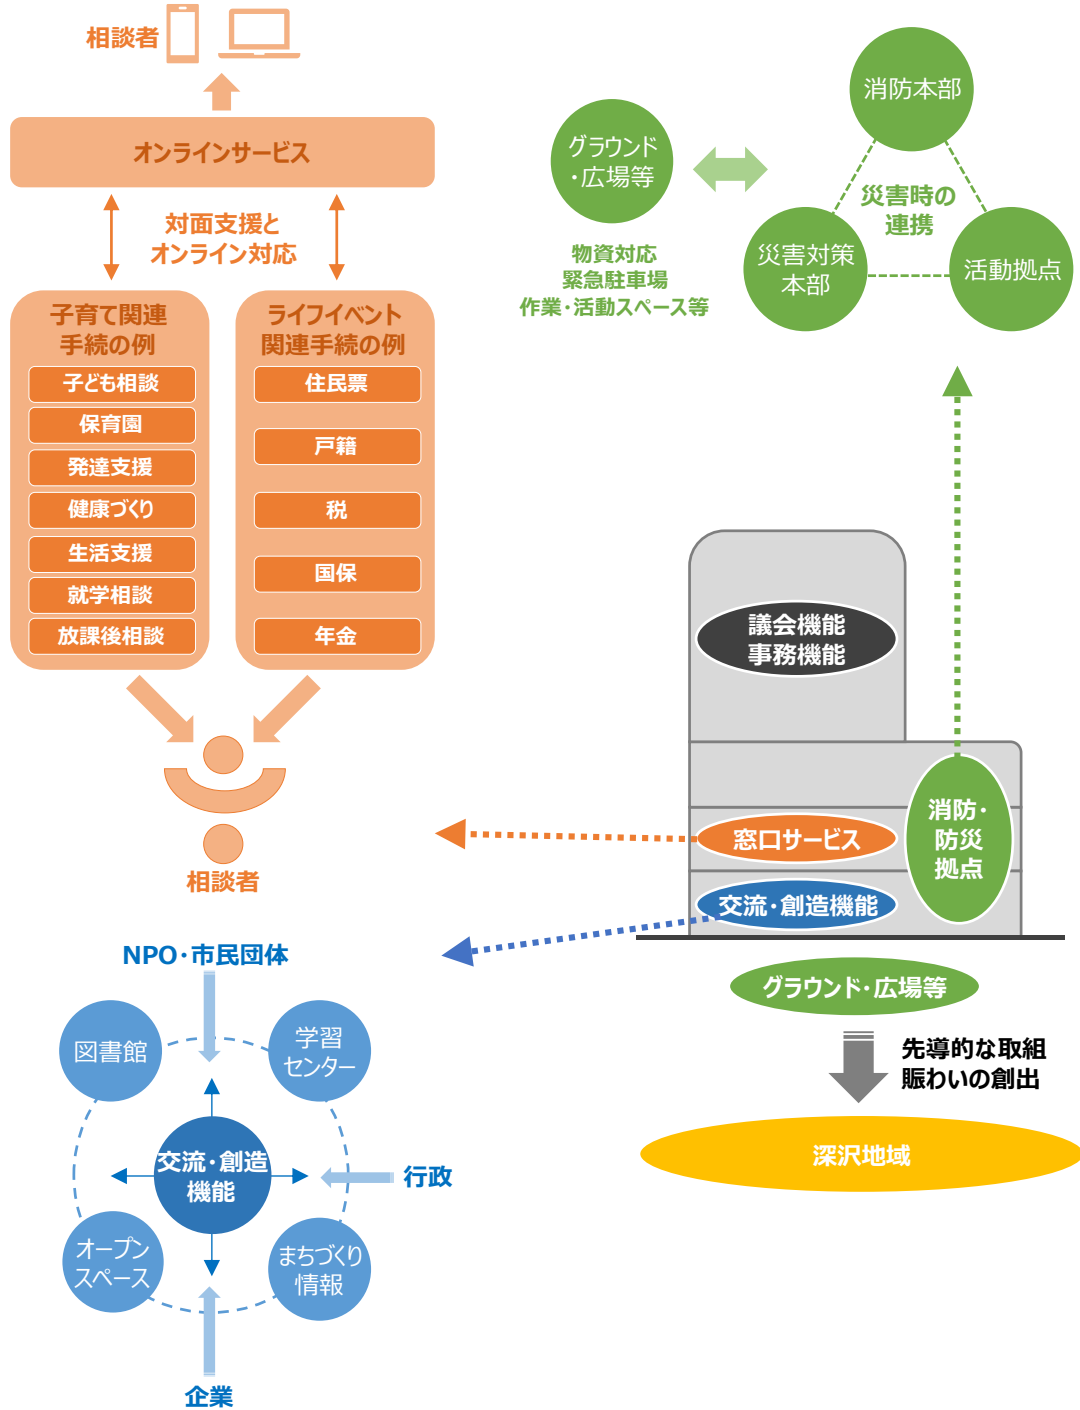 相談者
オンラインサービス
対面支援と
オンライン対応
子育て関連
手続の例
子ども相談
保育園
発達支援
健康づくり
生活支援
就学相談
放課後相談
ライフイベント
関連手続の例
住民票
戸籍
税
国保
年金
相談者
消防本部
グラウンド
・広場等
災害時の
連携
災害対策
本部
活動拠点
物資対応
緊急駐車場
作業・活動スペース等
議会機能
事務機能
消防・
防災
拠点
窓口サービス
交流・創造機能
グラウンド・広場等
先導的な取組
賑わいの創出
深沢地域
NPO・市民団体
図書館
学習
センター
交流・創造
機能
行政
オープン
スペース
まちづくり
情報
企業